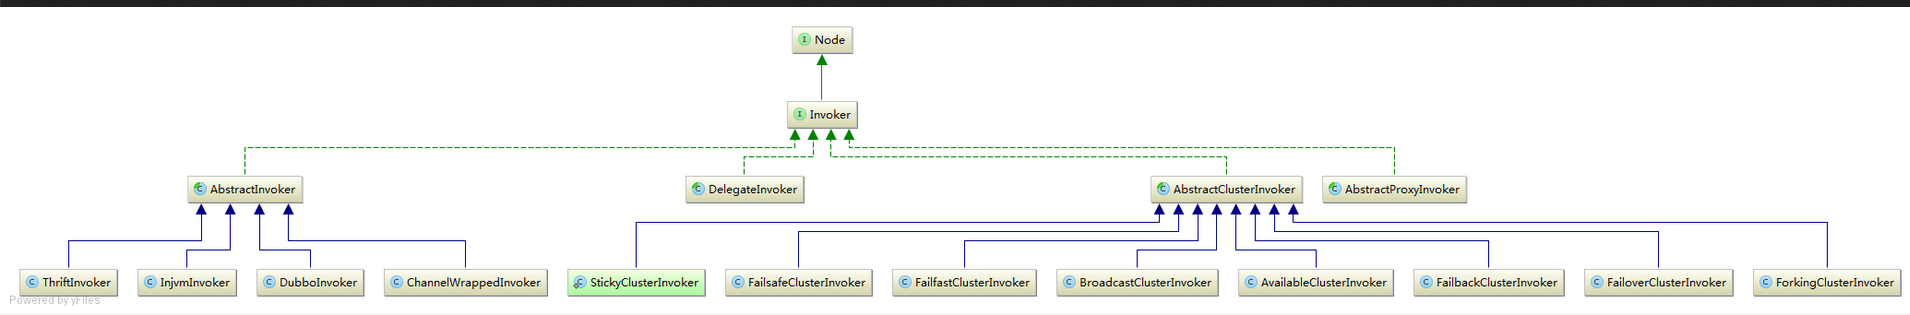 Node
Invoker
AbstractInvoker
DelegateInvoker
AbstractClusterInvoker
AbstractProxyInvoker
ThriftInvoker
InjvmInvoker
DubboInvoker
ChannelWrappedInvoker
StickyClusterInvoker
FailsafeClusterInvoker
FailfastClusterInvoker
BroadcastClusterInvoker
AvailableClusterInvoker
FailbackClusterInvoker
FailoverClusterInvoker
ForkingClusterInvoker
Powered by yFiles